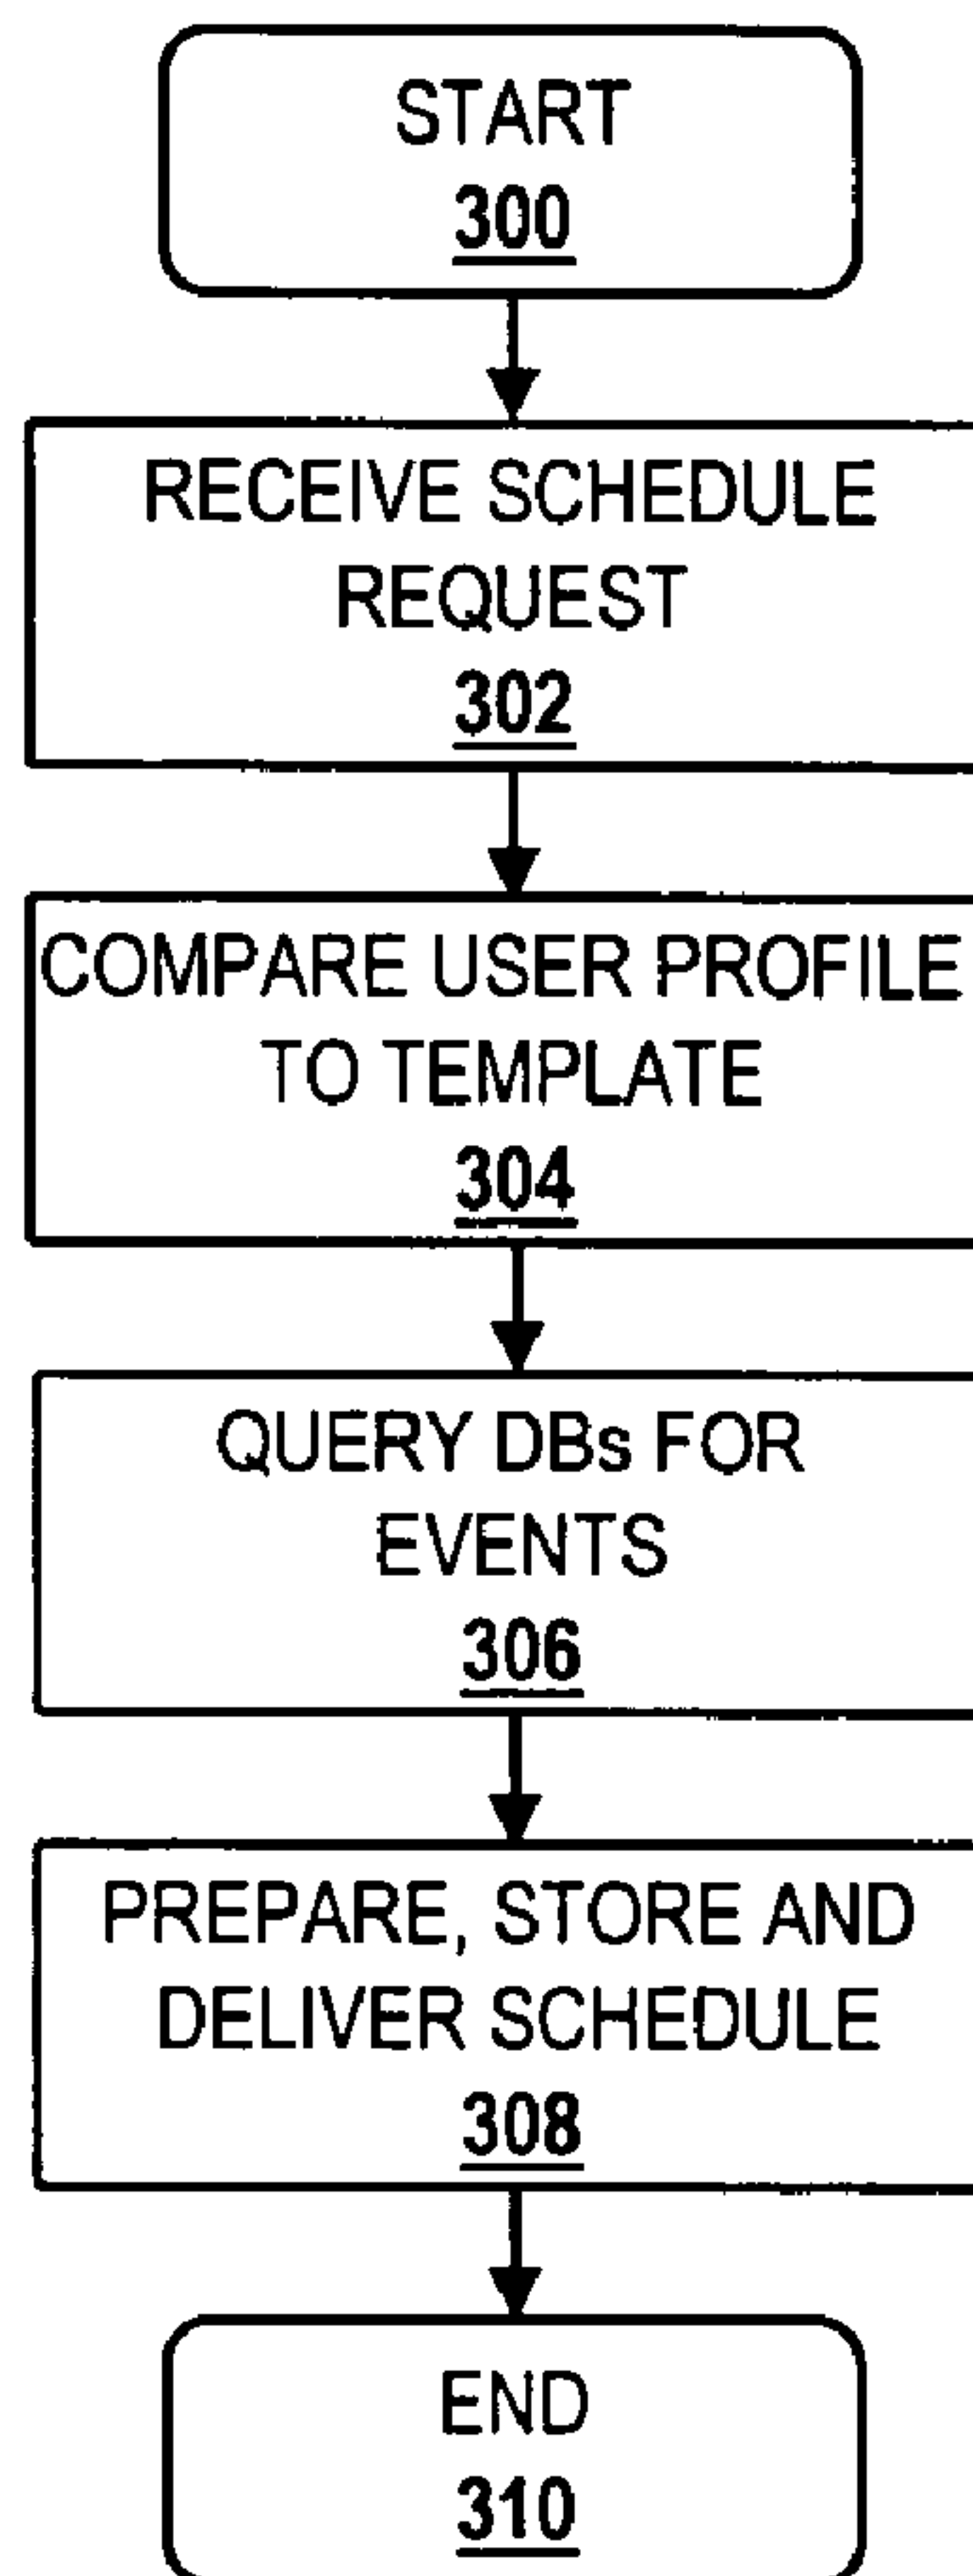 START
300
RECEIVE SCHEDULE
REQUEST
302
COMPARE USER PROFILE
TO TEMPLATE
304
QUERY DBs FOR
EVENTS
306
PREPARE, STORE AND
DELIVER SCHEDULE
308
END
310